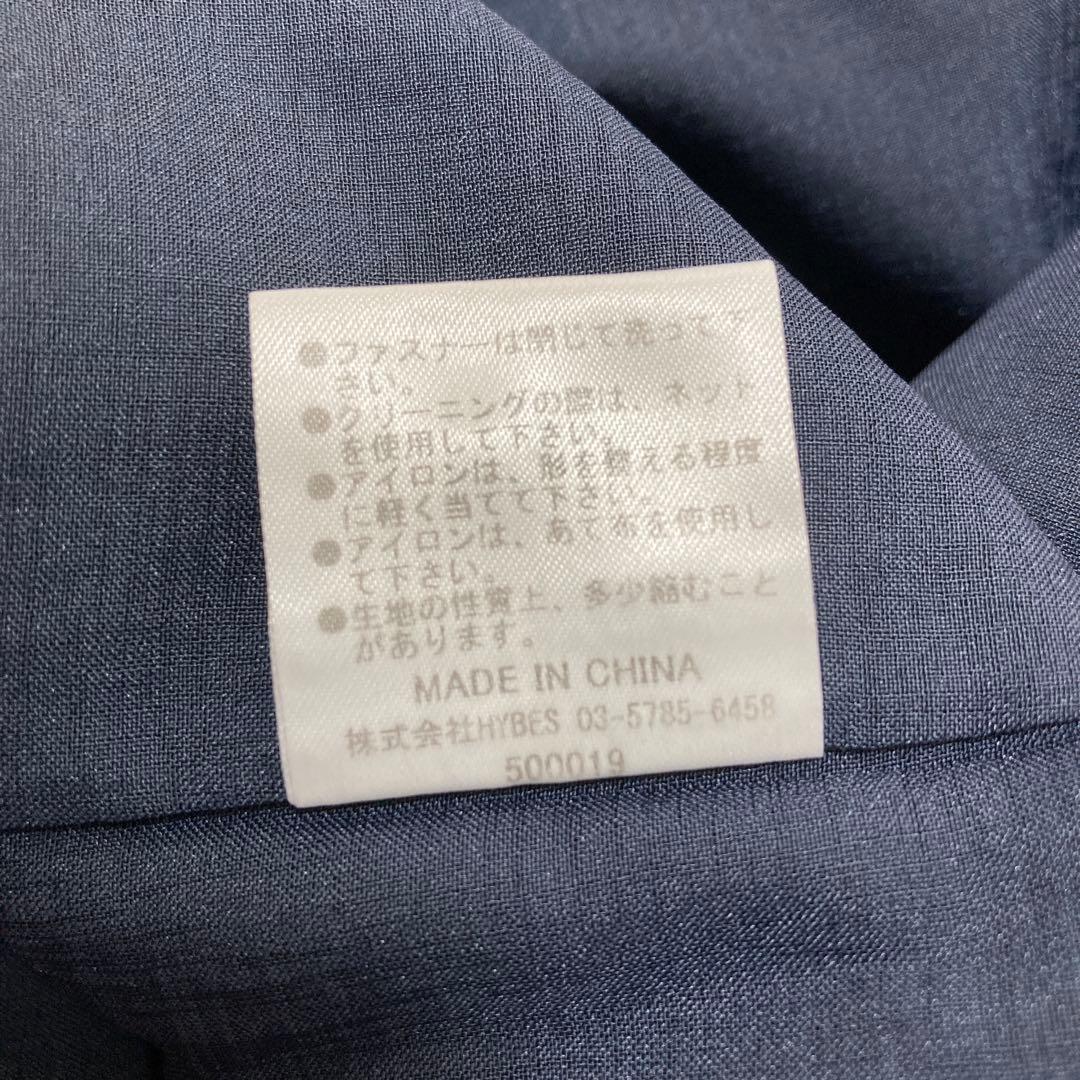 ●ファスナーは閉じて洗って下
さい。
●クリーニングの際は、ネット
を使用して下さい。
●アイロンは、形を整える程度
に軽く当てて下さい。
●アイロンは、あて布を使用し
て下さい。
●生地の性質上、多少縮むこと
があります。
MADE IN CHINA
株式会社HYBES 03-5785-6458
500019